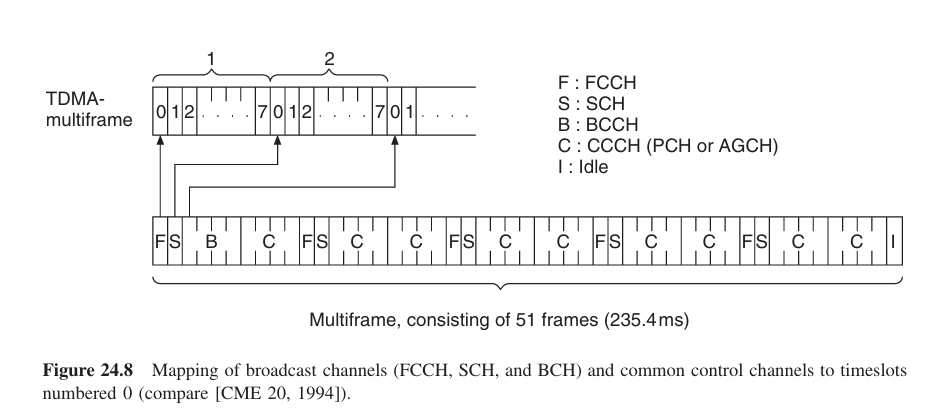 1 2
TDMA-
multiframe
0 1 2 . . . . 7 0 1 2 . . . . 7 0 1 . . . .
F : FCCH
S : SCH
B : BCCH
C : CCCH (PCH or AGCH)
I : Idle
F S B C F S C C F S C C F S C C F S C C I
Multiframe, consisting of 51 frames (235.4 ms)
Figure 24.8 Mapping of broadcast channels (FCCH, SCH, and BCH) and common control channels to timeslots
numbered 0 (compare [CME 20, 1994]).